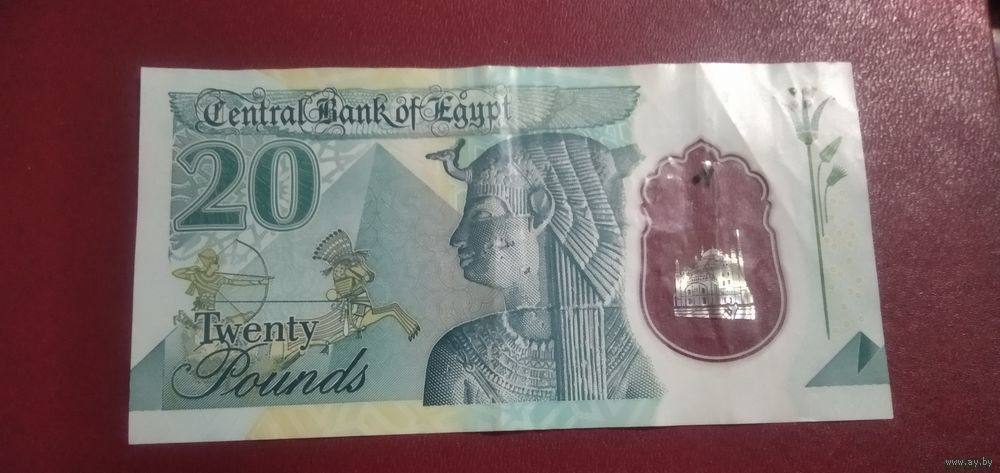 Central Bank of Egypt
20
Twenty
Pounds
www.ay.by